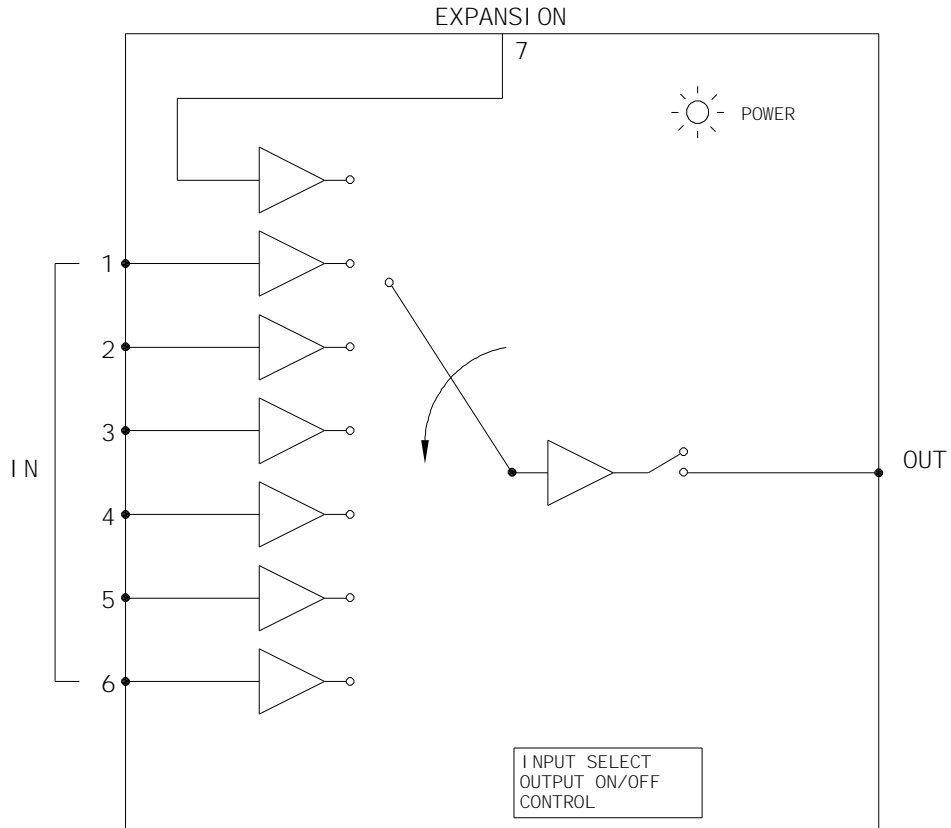 EXPANSION
7
POWER
1
2
3
IN
OUT
4
5
6
INPUT SELECT
OUTPUT ON/OFF
CONTROL